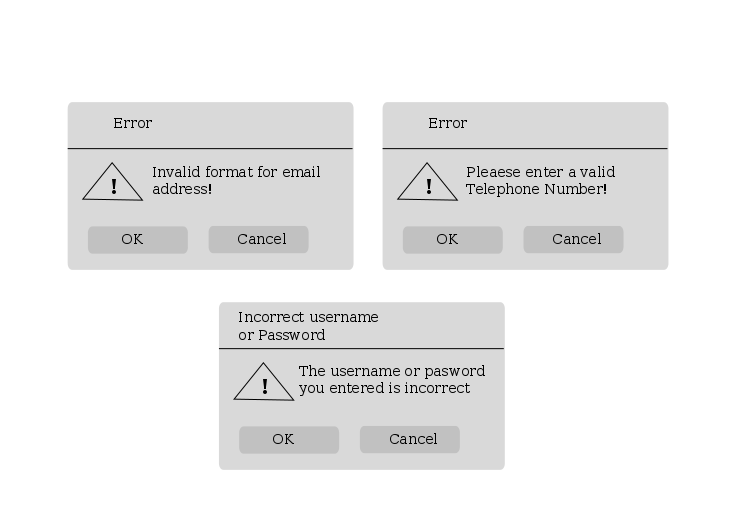 Error
! Invalid format for email
address!
OK Cancel
Error
! Pleaese enter a valid
Telephone Number!
OK Cancel
Incorrect username
or Password
! The username or pasword
you entered is incorrect
OK Cancel